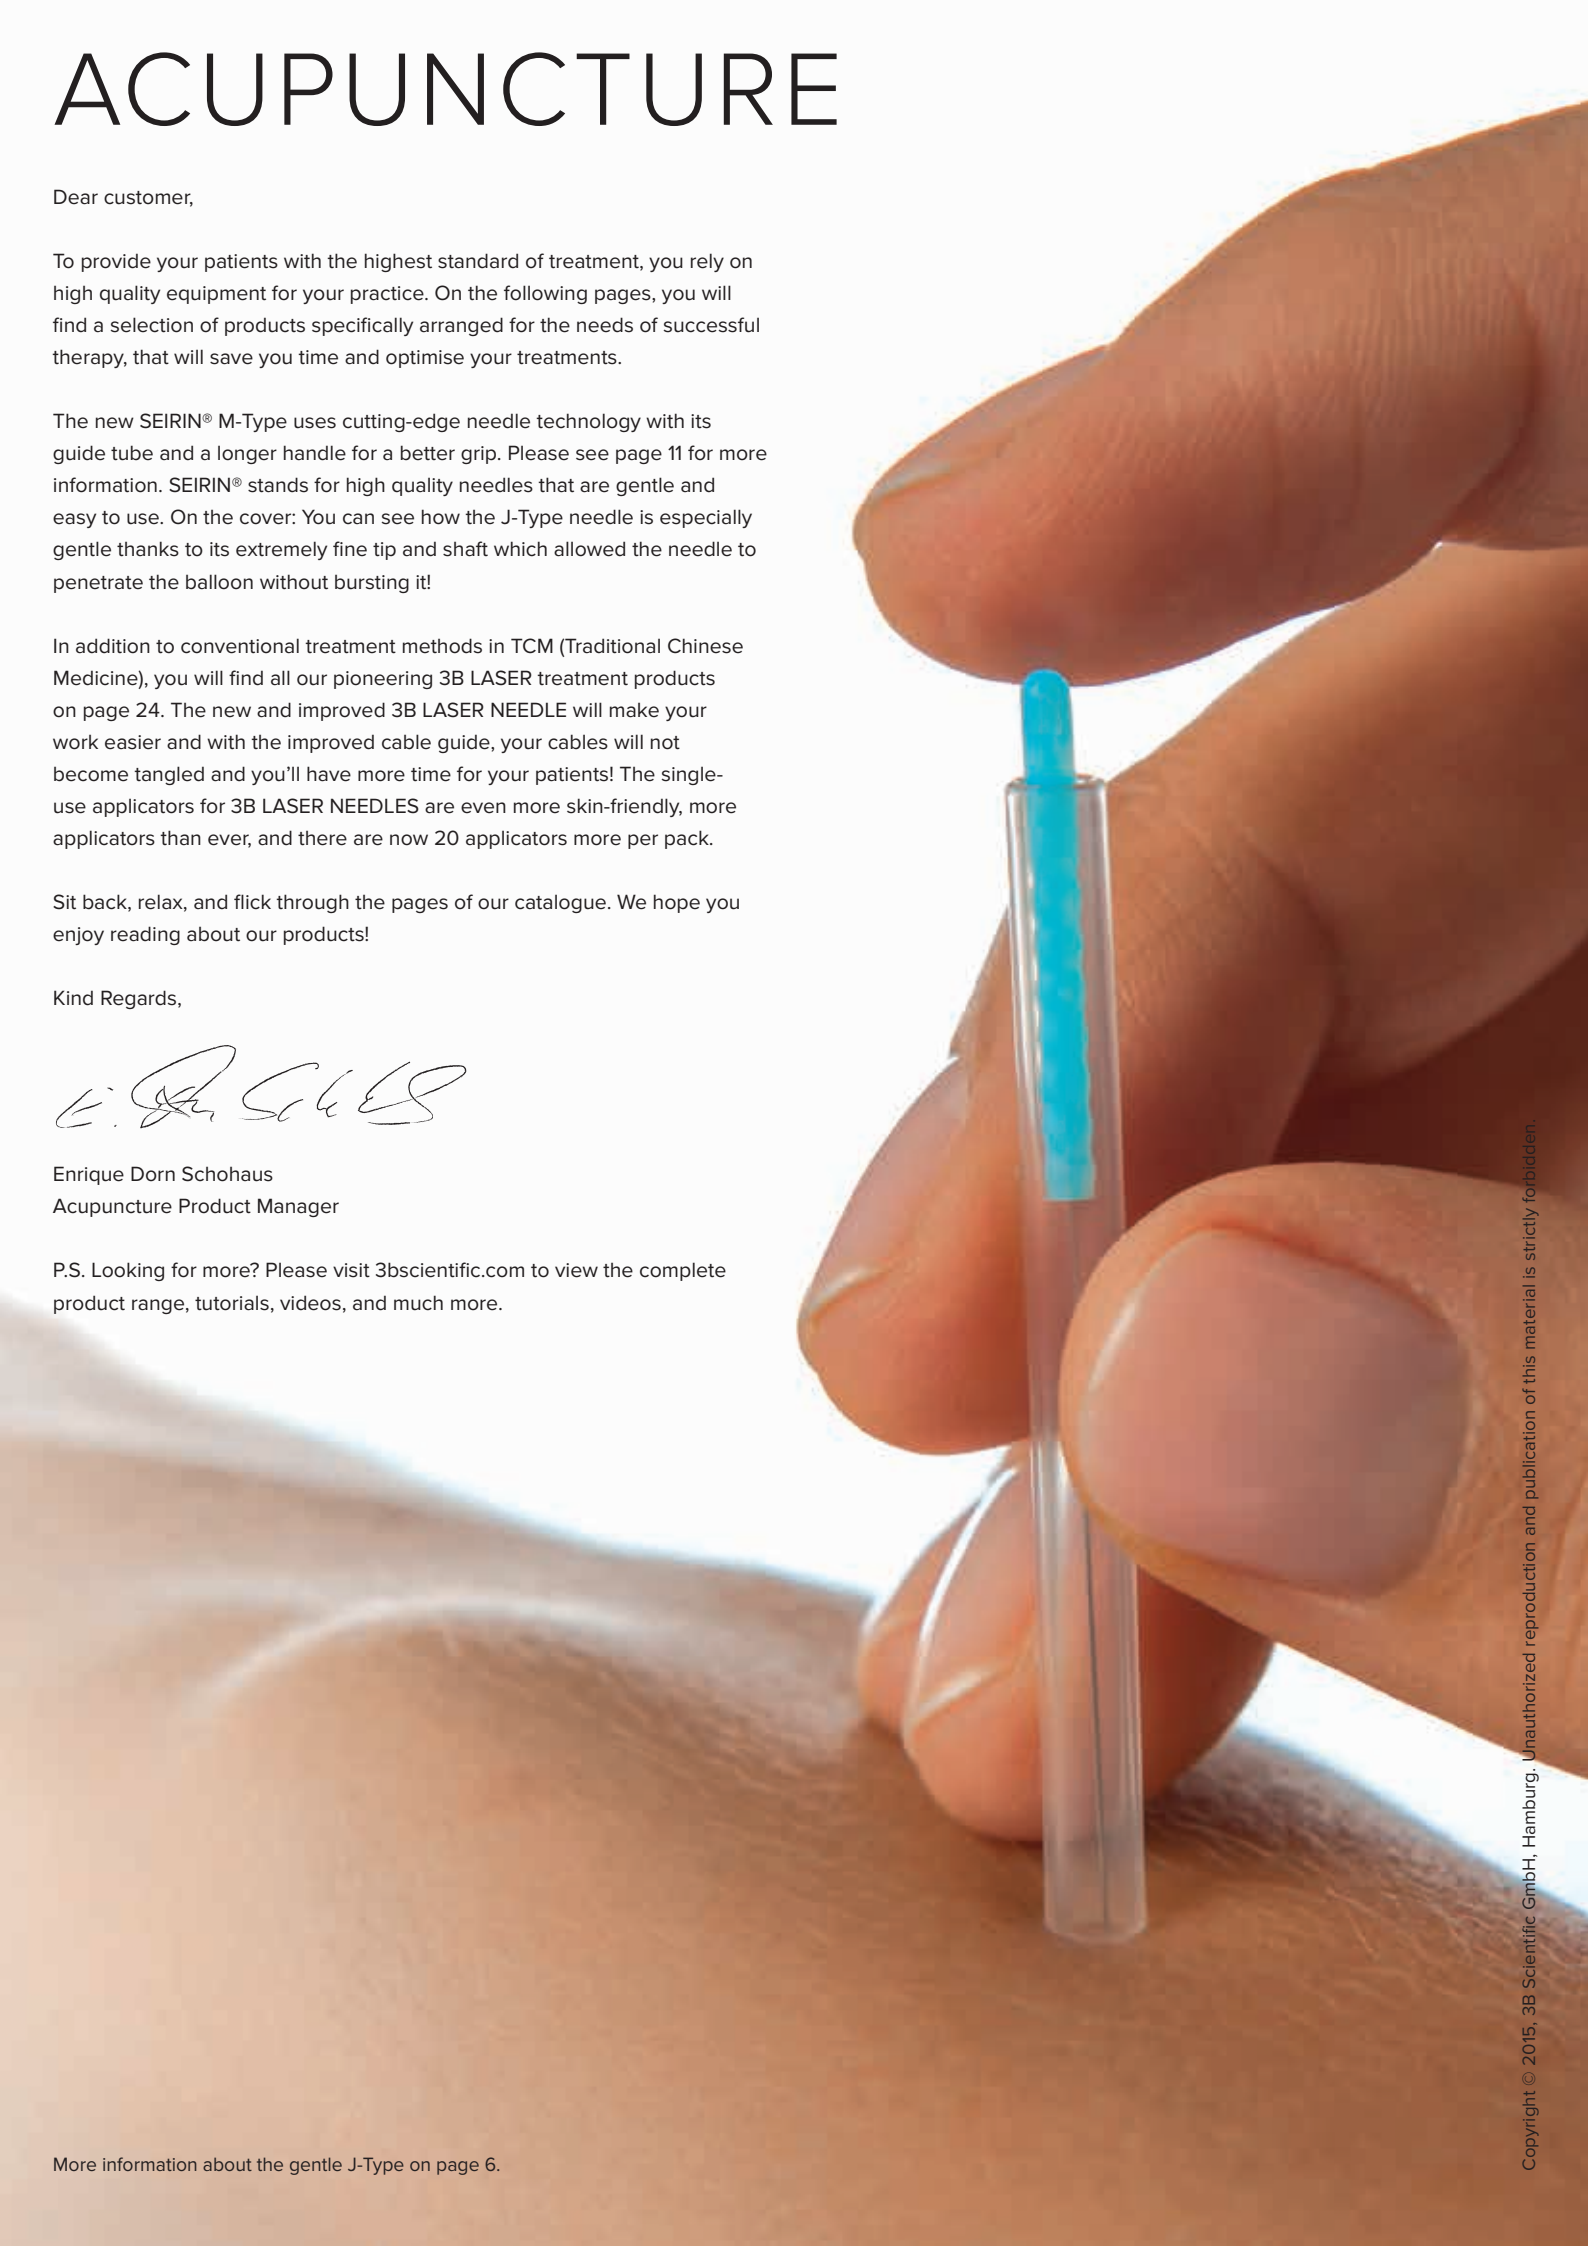 ACUPUNCTURE
Dear customer,
To provide your patients with the highest standard of treatment, you rely on
high quality equipment for your practice. On the following pages, you will
find a selection of products specifically arranged for the needs of successful
therapy, that will save you time and optimise your treatments.
The new SEIRIN® M-Type uses cutting-edge needle technology with its
guide tube and a longer handle for a better grip. Please see page 11 for more
information. SEIRIN® stands for high quality needles that are gentle and
easy to use. On the cover: You can see how the J-Type needle is especially
gentle thanks to its extremely fine tip and shaft which allowed the needle to
penetrate the balloon without bursting it!
In addition to conventional treatment methods in TCM (Traditional Chinese
Medicine), you will find all our pioneering 3B LASER treatment products
on page 24. The new and improved 3B LASER NEEDLE will make your
work easier and with the improved cable guide, your cables will not
become tangled and you’ll have more time for your patients! The single-
use applicators for 3B LASER NEEDLES are even more skin-friendly, more
applicators than ever, and there are now 20 applicators more per pack.
Sit back, relax, and flick through the pages of our catalogue. We hope you
enjoy reading about our products!
Kind Regards,
Enrique Dorn Schohaus
Acupuncture Product Manager
P.S. Looking for more? Please visit 3bscientific.com to view the complete
product range, tutorials, videos, and much more.
More information about the gentle J-Type on page 6.
Copyright © 2015, 3B Scientific GmbH, Hamburg. Unauthorized reproduction and publication of this material is strictly forbidden.